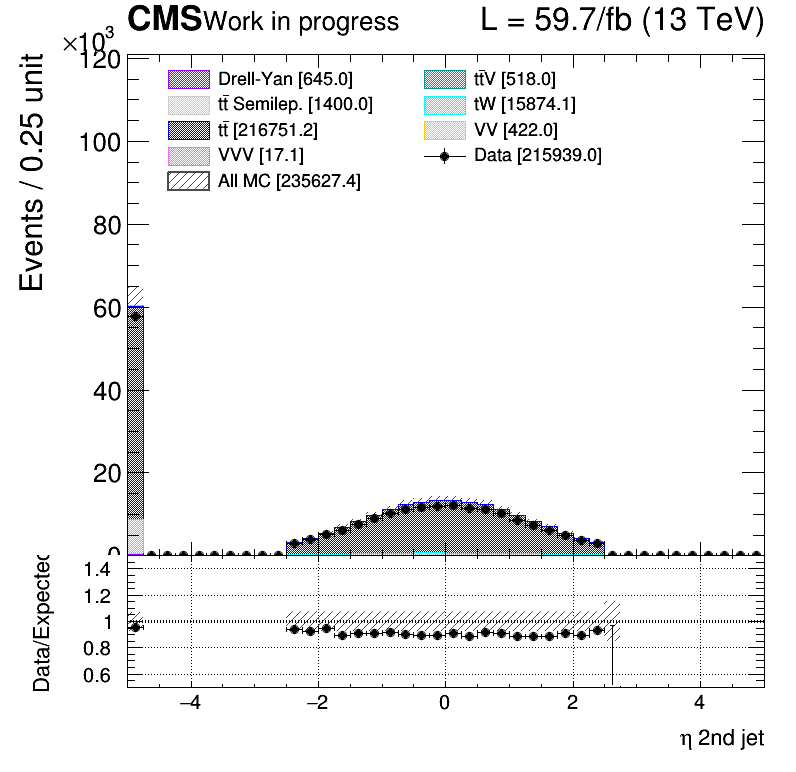 CMS Work in progress L = 59.7/fb (13 TeV)
×10³
Events / 0.25 unit
120
100
80
60
40
20
0
Drell-Yan [645.0]
tt̄ Semilep. [1400.0]
tt̄ [216751.2]
VVV [17.1]
All MC [235627.4]
tt̄V [518.0]
tW [15874.1]
VV [422.0]
Data [215939.0]
Data/Expected
1.4
1.2
1
0.8
0.6
−4 −2 0 2 4
η 2nd jet